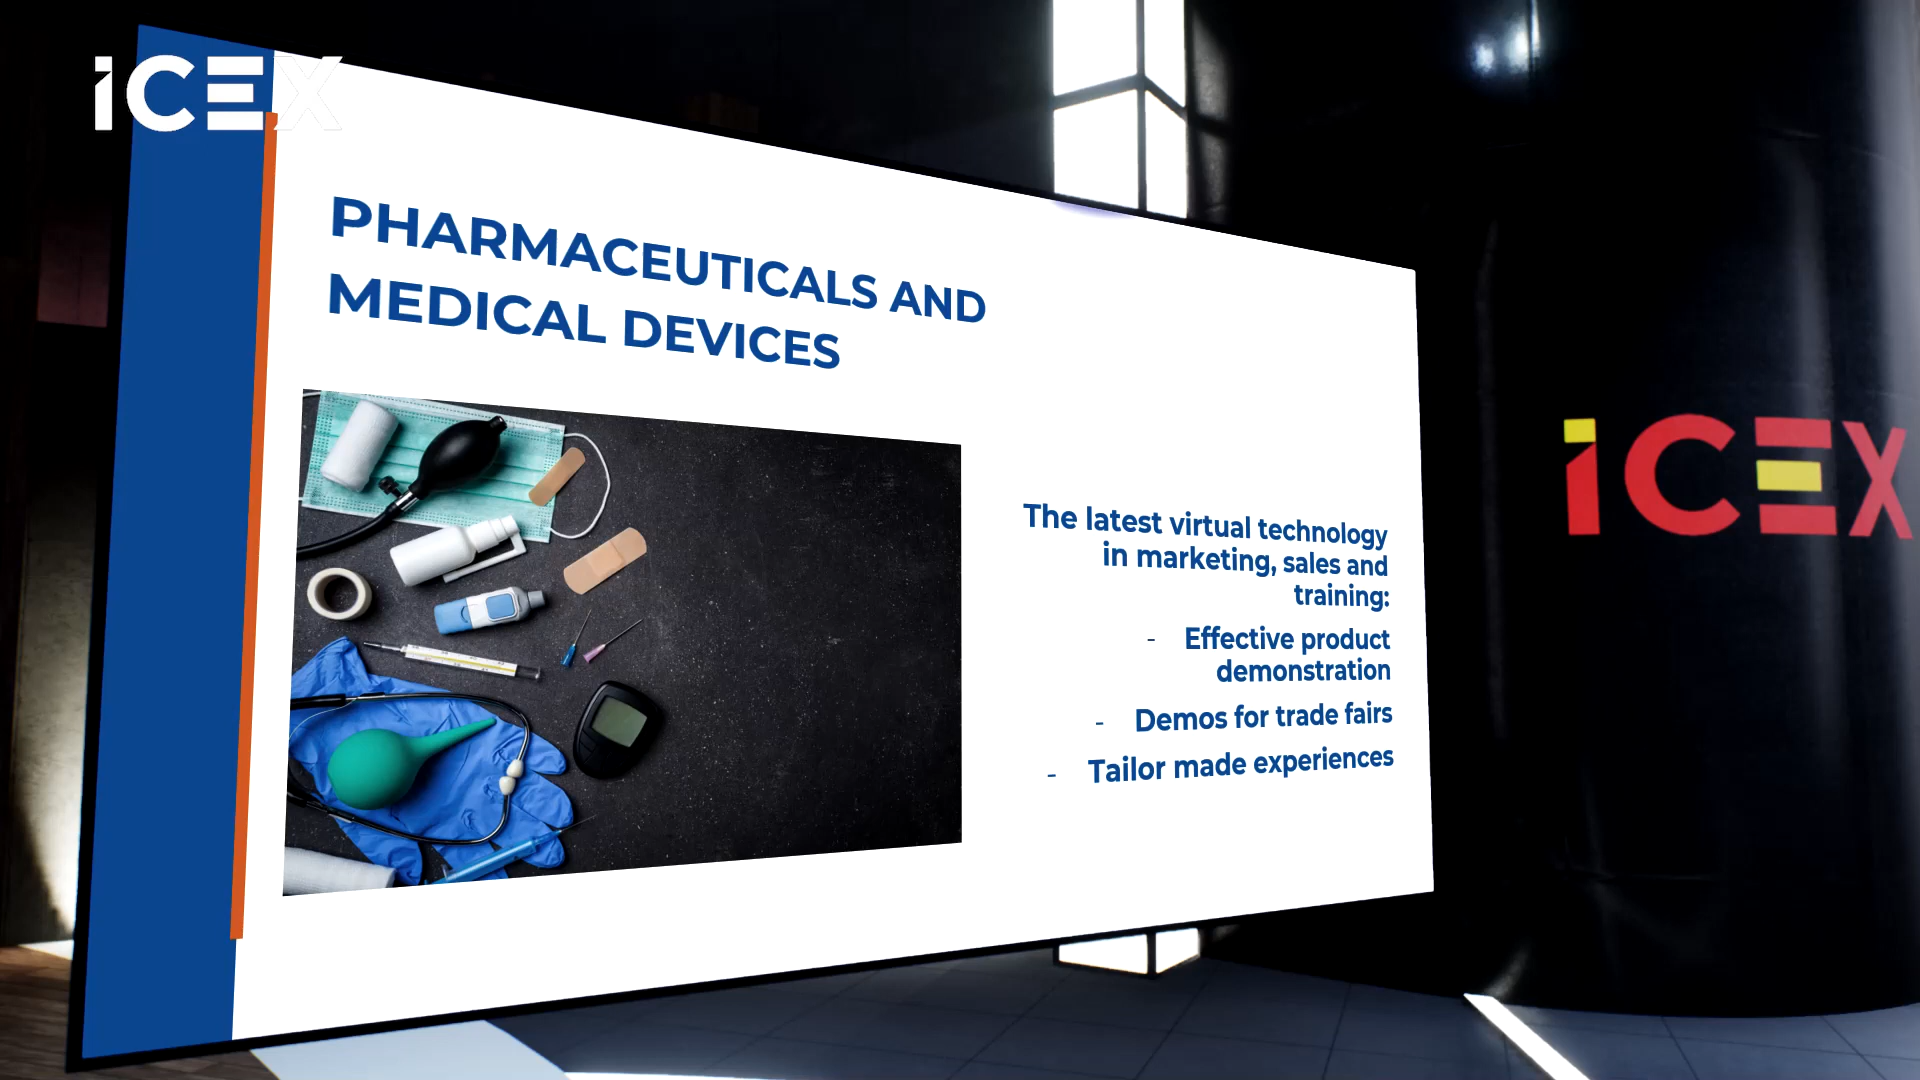 iCEX
PHARMACEUTICALS AND
MEDICAL DEVICES
The latest virtual technology
in marketing, sales and
training:
- Effective product
demonstration
- Demos for trade fairs
- Tailor made experiences
iCEX